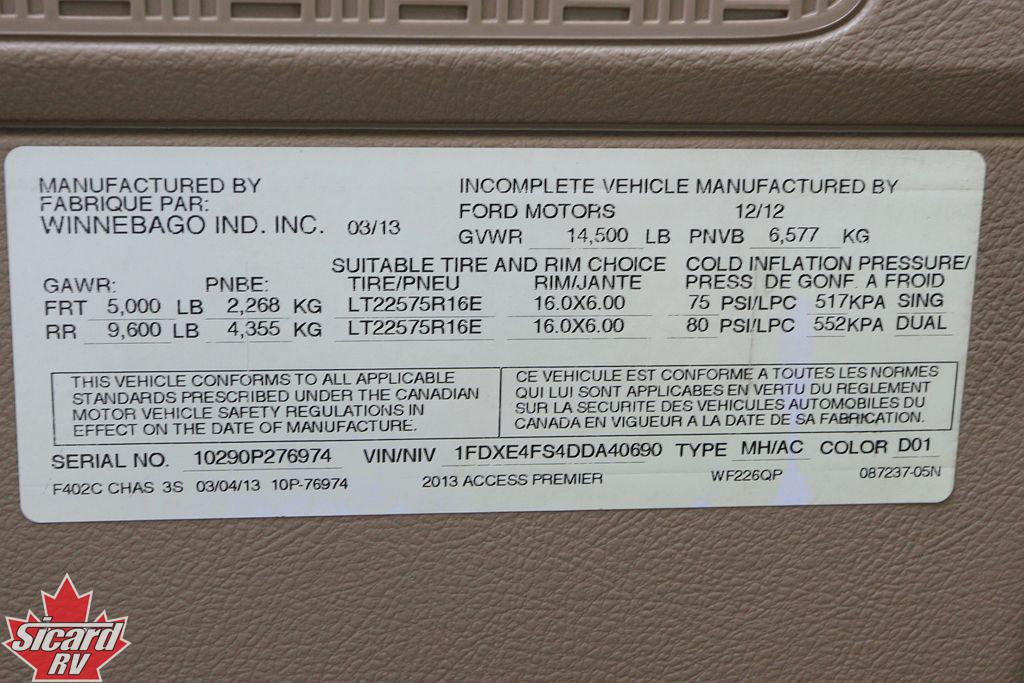 MANUFACTURED BY
FABRIQUE PAR:
WINNEBAGO IND. INC. 03/13
INCOMPLETE VEHICLE MANUFACTURED BY
FORD MOTORS 12/12
GVWR 14,500 LB PNVB 6,577 KG
SUITABLE TIRE AND RIM CHOICE COLD INFLATION PRESSURE/
GAWR: PNBE: TIRE/PNEU RIM/JANTE PRESS. DE GONF. A FROID
FRT 5,000 LB 2,268 KG LT22575R16E 16.0X6.00 75 PSI/LPC 517KPA SING
RR 9,600 LB 4,355 KG LT22575R16E 16.0X6.00 80 PSI/LPC 552KPA DUAL
THIS VEHICLE CONFORMS TO ALL APPLICABLE
STANDARDS PRESCRIBED UNDER THE CANADIAN
MOTOR VEHICLE SAFETY REGULATIONS IN
EFFECT ON THE DATE OF MANUFACTURE.
CE VEHICULE EST CONFORME A TOUTES LES NORMES
QUI LUI SONT APPLICABES EN VERTU DU REGLEMENT
SUR LA SECURITE DES VEHICULES AUTOMOBILES DU
CANADA EN VIGUEUR A LA DATE DE SA FABRICATION.
SERIAL NO. 10290P276974 VIN/NIV 1FDXE4FS4DDA40690 TYPE MH/AC COLOR D01
F402C CHAS 3S 03/04/13 10P-76974 2013 ACCESS PREMIER WF226QP 087237-05N
Sicard
RV